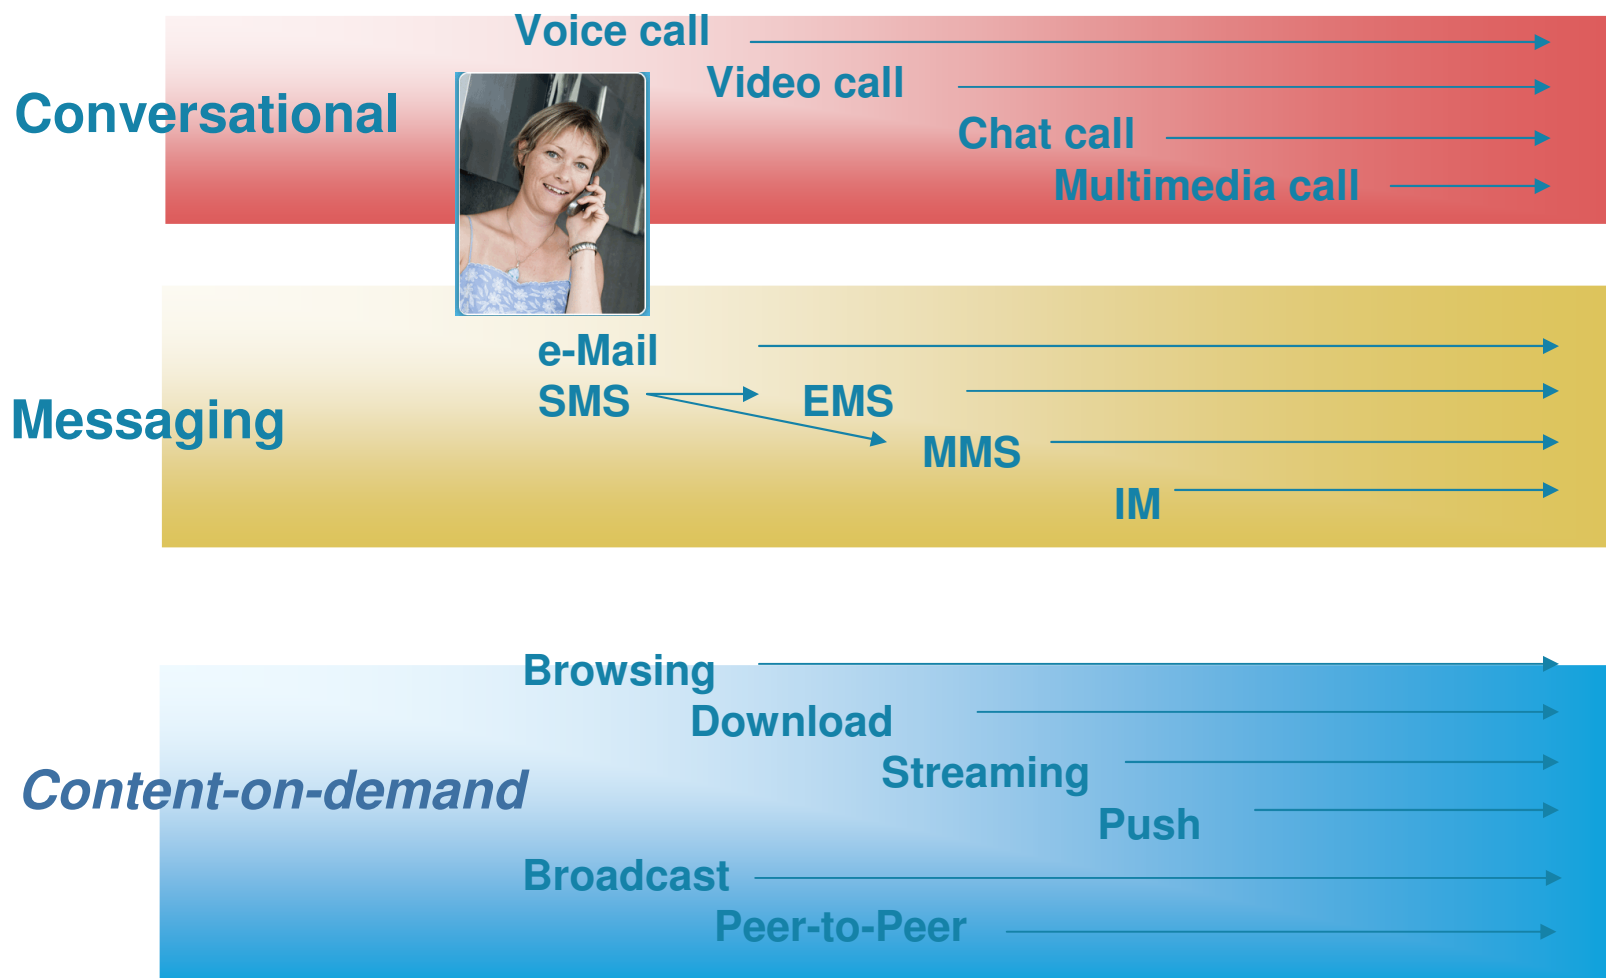 Voice call
Video call
Conversational
Chat call
Multimedia call
e-Mail
SMS EMS
Messaging
MMS
IM
Browsing
Download
Streaming
Content-on-demand
Push
Broadcast
Peer-to-Peer